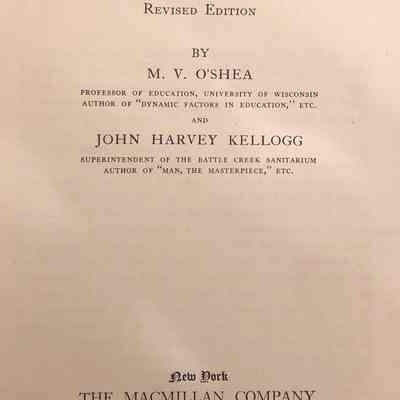 Revised Edition
BY
M. V. O'SHEA
PROFESSOR OF EDUCATION, UNIVERSITY OF WISCONSIN
AUTHOR OF "DYNAMIC FACTORS IN EDUCATION," ETC.
AND
JOHN HARVEY KELLOGG
SUPERINTENDENT OF THE BATTLE CREEK SANITARIUM
AUTHOR OF "MAN, THE MASTERPIECE," ETC.
New York
THE MACMILLAN COMPANY